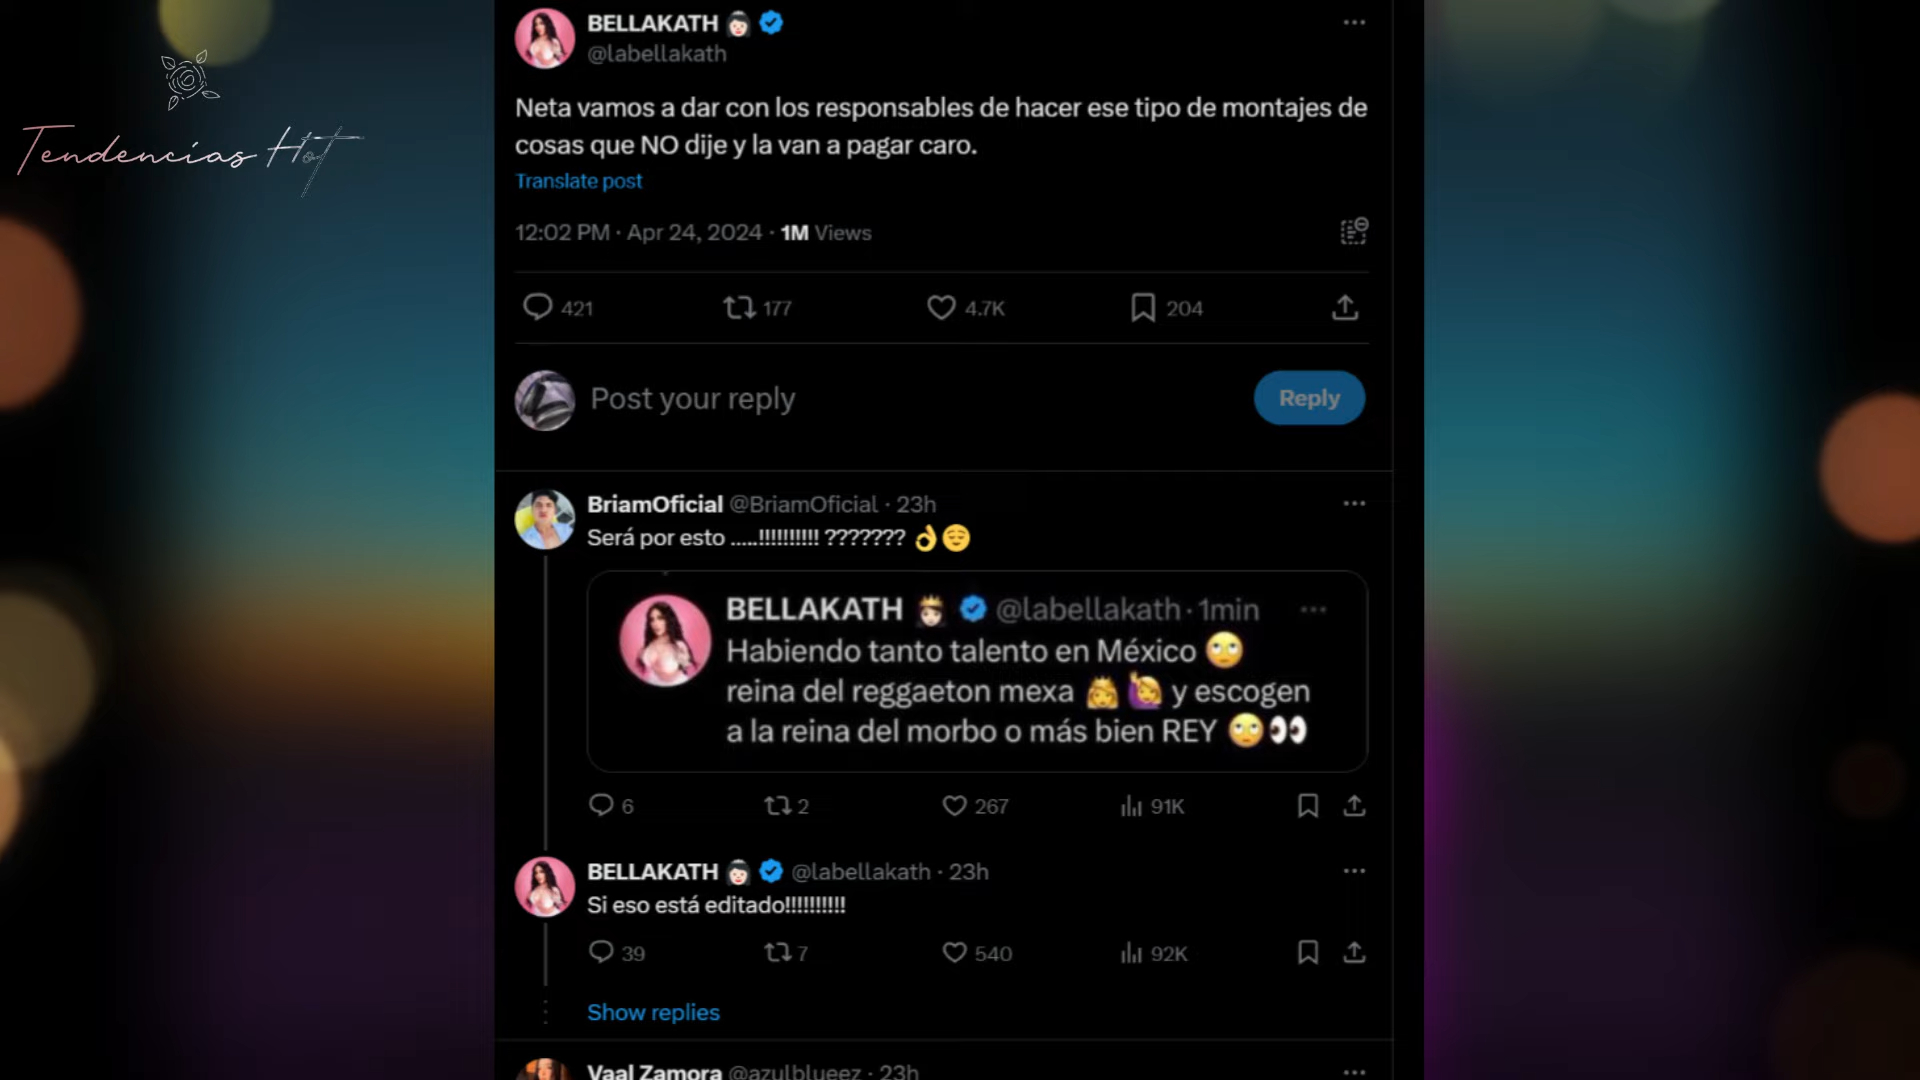 Tendencias Hot
BELLAKATH 👸🏻
@labellakath
Neta vamos a dar con los responsables de hacer ese tipo de montajes de
cosas que NO dije y la van a pagar caro.
Translate post
12:02 PM · Apr 24, 2024 · 1M Views
421 177 4.7K 204
Post your reply
Reply
BriamOficial @BriamOficial · 23h
Será por esto .....!!!!!!!!!! ??????? 👌😌
BELLAKATH 👸🏻 @labellakath · 1min
Habiendo tanto talento en México 🙄
reina del reggaeton mexa 👸🙋‍♀️ y escogen
a la reina del morbo o más bien REY 🙄👀
6 2 267 91K
BELLAKATH 👸🏻 @labellakath · 23h
Si eso está editado!!!!!!!!!!
39 7 540 92K
Show replies
Vaal Zamora @azulblueez · 23h